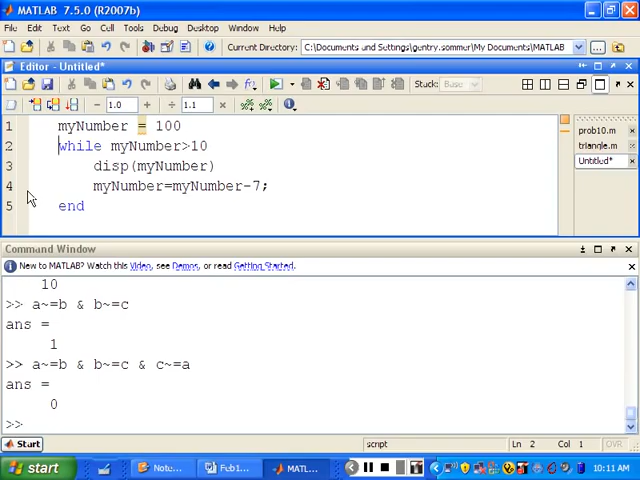 MATLAB 7.5.0 (R2007b)
File Edit Text Go Cell Tools Debug Desktop Window Help
Current Directory: C:\Documents and Settings\gentry.sommer\My Documents\MATLAB
Editor - Untitled*
Stack: Base
1.0 1.1
1 myNumber = 100
2 while myNumber>10
3 disp(myNumber)
4 myNumber=myNumber-7;
5 end
prob10.m
triangle.m
Untitled*
Command Window
New to MATLAB? Watch this Video, see Demos, or read Getting Started.
10
>> a~=b & b~=c
ans =
1
>> a~=b & b~=c & c~=a
ans =
0
>>
Start
script
Ln 2 Col 1 OVR
start
Note...
Feb1...
MATL...
10:11 AM